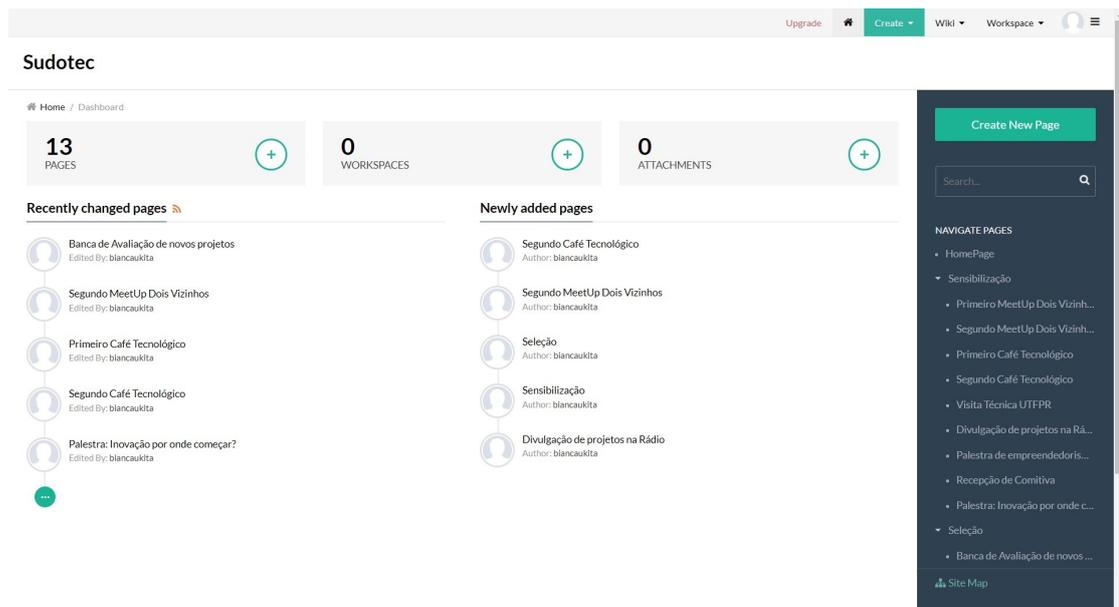 Upgrade Create Wiki Workspace
Sudotec
Home / Dashboard
13
PAGES
0
WORKSPACES
0
ATTACHMENTS
Recently changed pages
Banca de Avaliação de novos projetos
Edited By: biancaukita
Segundo MeetUp Dois Vizinhos
Edited By: biancaukita
Primeiro Café Tecnológico
Edited By: biancaukita
Segundo Café Tecnológico
Edited By: biancaukita
Palestra: Inovação por onde começar?
Edited By: biancaukita
Newly added pages
Segundo Café Tecnológico
Author: biancaukita
Segundo MeetUp Dois Vizinhos
Author: biancaukita
Seleção
Author: biancaukita
Sensibilização
Author: biancaukita
Divulgação de projetos na Rádio
Author: biancaukita
Create New Page
Search...
NAVIGATE PAGES
HomePage
Sensibilização
Primeiro MeetUp Dois Vizinh...
Segundo MeetUp Dois Vizinh...
Primeiro Café Tecnológico
Segundo Café Tecnológico
Visita Técnica UTFPR
Divulgação de projetos na Rá...
Palestra de empreendedoris...
Recepção de Comitiva
Palestra: Inovação por onde c...
Seleção
Banca de Avaliação de novos ...
Site Map